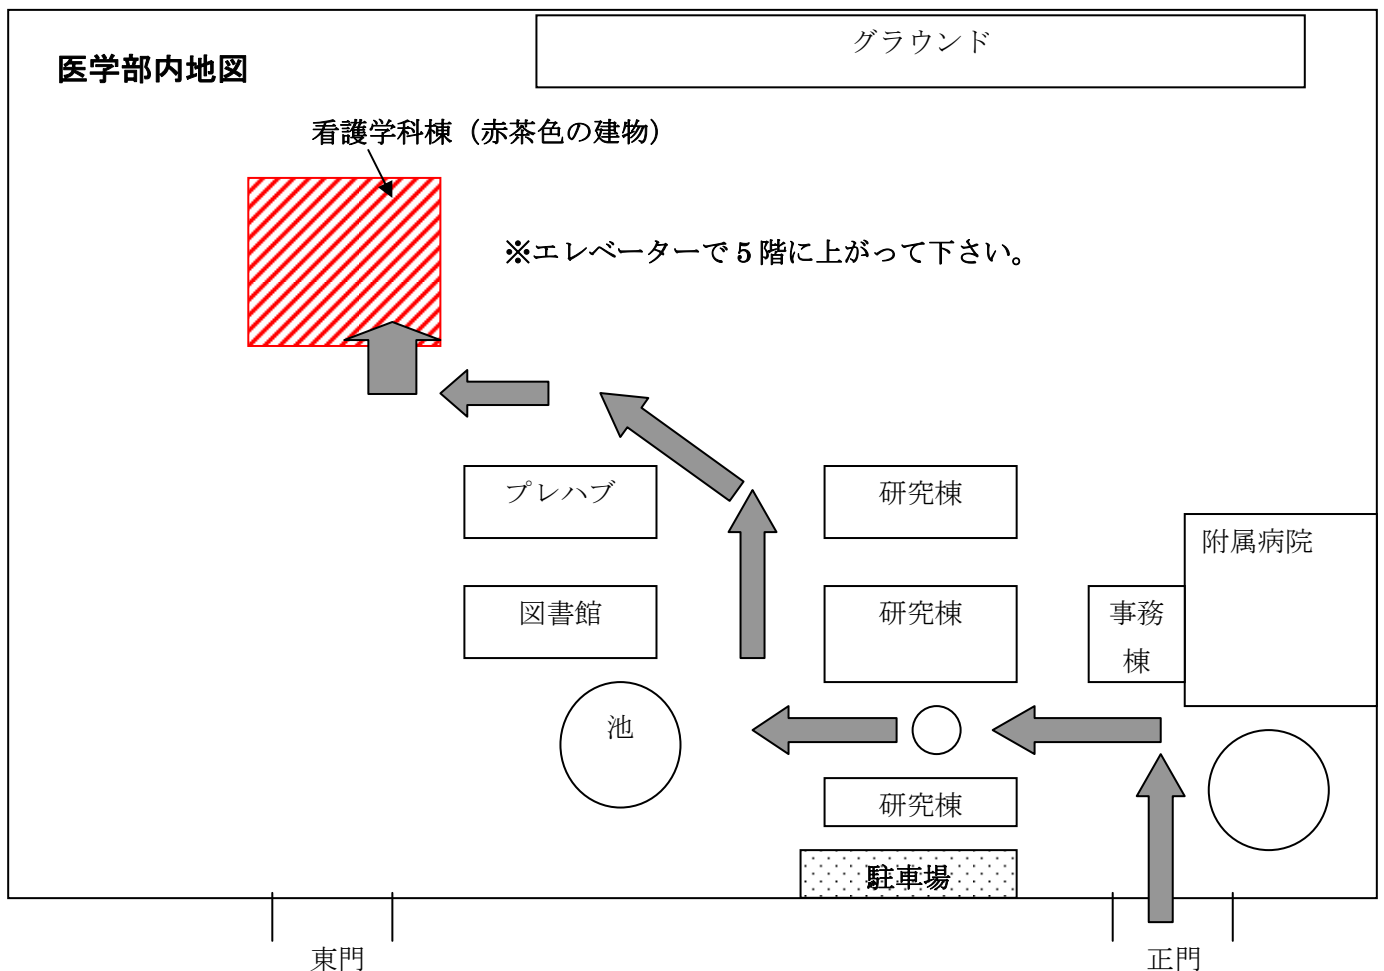 グラウンド
医学部内地図
看護学科棟（赤茶色の建物）
※エレベーターで 5 階に上がって下さい。
プレハブ
研究棟
附属病院
図書館
研究棟
事務
棟
池
研究棟
駐車場
東門
正門